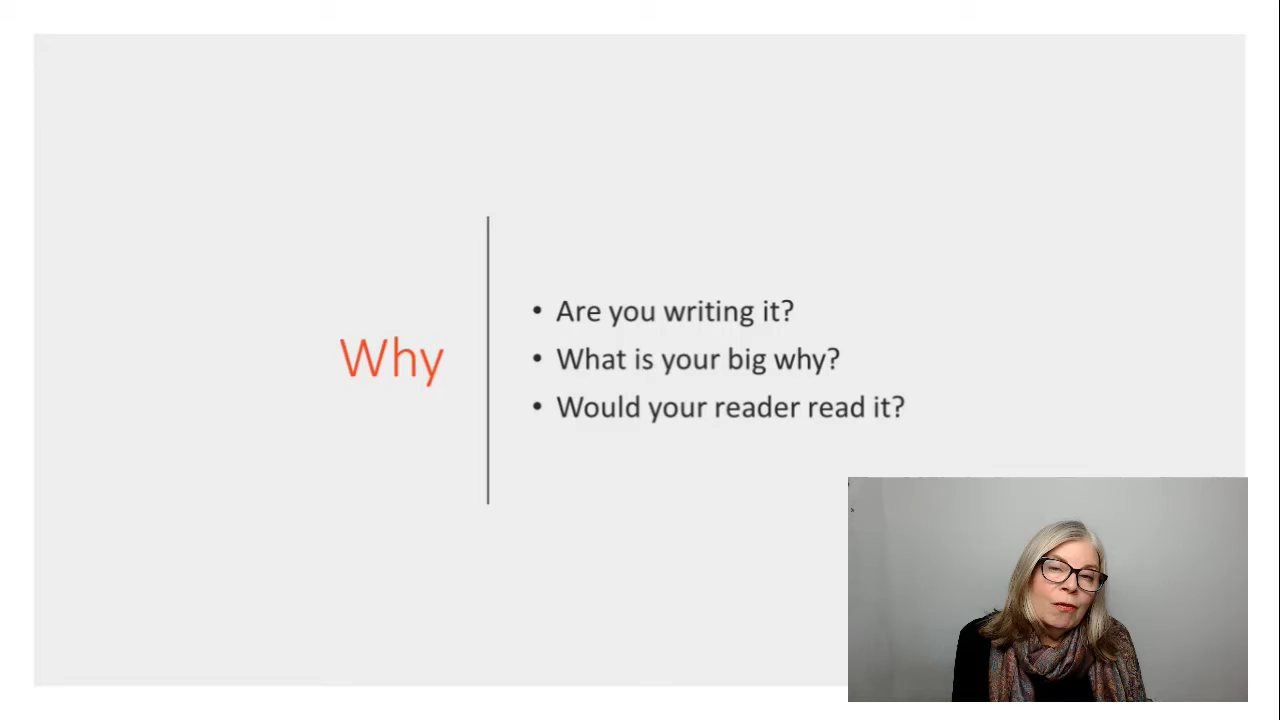 Why
• Are you writing it?
• What is your big why?
• Would your reader read it?